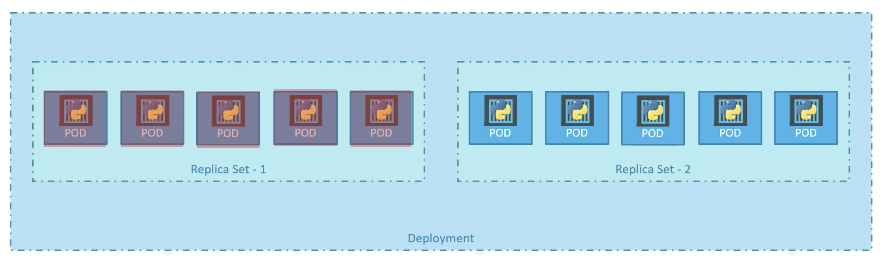 POD POD POD POD POD POD POD POD POD POD
Replica Set - 1 Replica Set - 2
Deployment